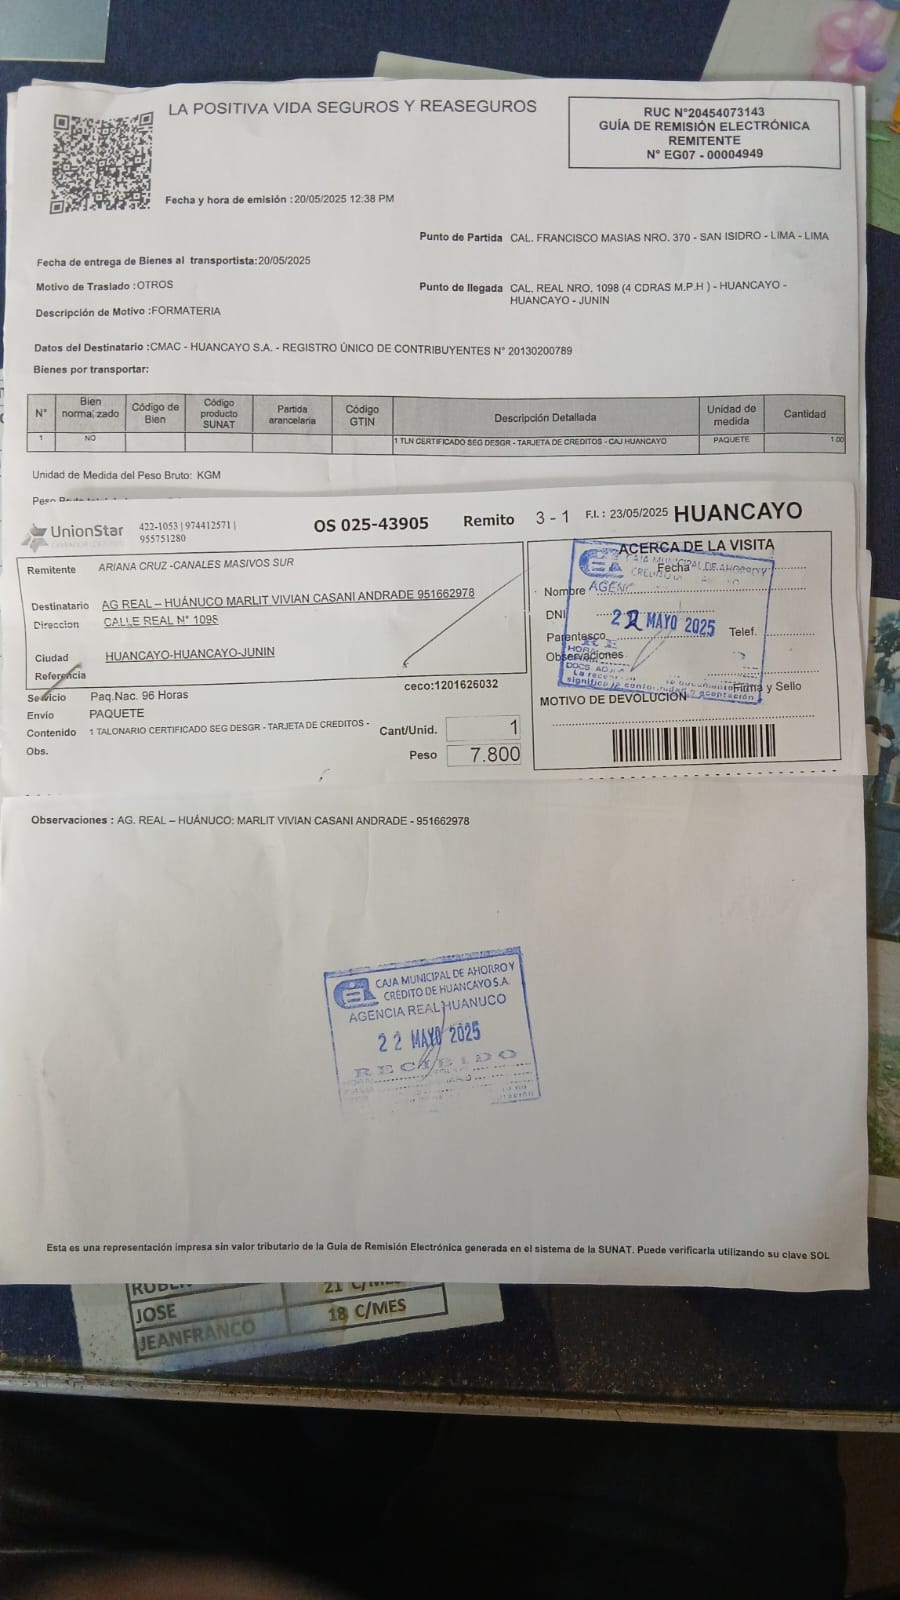 LA POSITIVA VIDA SEGUROS Y REASEGUROS
RUC N°20454073143
GUÍA DE REMISIÓN ELECTRÓNICA
REMITENTE
N° EG07 - 00004949
Fecha y hora de emisión :20/05/2025 12:38 PM
Punto de Partida CAL. FRANCISCO MASIAS NRO. 370 - SAN ISIDRO - LIMA - LIMA
Fecha de entrega de Bienes al transportista:20/05/2025
Motivo de Traslado :OTROS
Punto de llegada CAL. REAL NRO. 1098 (4 CDRAS M.P.H ) - HUANCAYO -
HUANCAYO - JUNIN
Descripción de Motivo :FORMATERIA
Datos del Destinatario :CMAC - HUANCAYO S.A. - REGISTRO ÚNICO DE CONTRIBUYENTES N° 20130200789
Bienes por transportar:
N° Bien normalizado Código de Bien Código producto SUNAT Partida arancelaria Código GTIN Descripción Detallada Unidad de medida Cantidad
1 NO 1 TLN CERTIFICADO SEG DESGR - TARJETA DE CREDITOS - CAJ HUANCAYO PAQUETE 1.00
Unidad de Medida del Peso Bruto: KGM
UnionStar 422-1053 | 974412571 |
955751280
OS 025-43905 Remito 3 - 1 F.I.: 23/05/2025 HUANCAYO
Remitente ARIANA CRUZ -CANALES MASIVOS SUR
Destinatario AG REAL – HUÁNUCO MARLIT VIVIAN CASANI ANDRADE 951662978
Direccion CALLE REAL N° 1098
Ciudad HUANCAYO-HUANCAYO-JUNIN
Referencia
ceco:1201626032
Servicio Paq.Nac. 96 Horas
Envío PAQUETE
Contenido 1 TALONARIO CERTIFICADO SEG DESGR - TARJETA DE CREDITOS -
Obs.
Cant/Unid. 1
Peso 7.800
ACERCA DE LA VISITA
Fecha
Nombre
DNI
Parentesco
Telef.
Observaciones
Firma y Sello
MOTIVO DE DEVOLUCIÓN
22 MAYO 2025
Observaciones : AG. REAL – HUÁNUCO: MARLIT VIVIAN CASANI ANDRADE - 951662978
CAJA MUNICIPAL DE AHORRO Y
CRÉDITO DE HUANCAYO S.A.
AGENCIA REAL HUANUCO
22 MAYO 2025
RECIBIDO
Esta es una representación impresa sin valor tributario de la Guía de Remisión Electrónica generada en el sistema de la SUNAT. Puede verificarla utilizando su clave SOL
JOSE 18 C/MES
JEANFRANCO